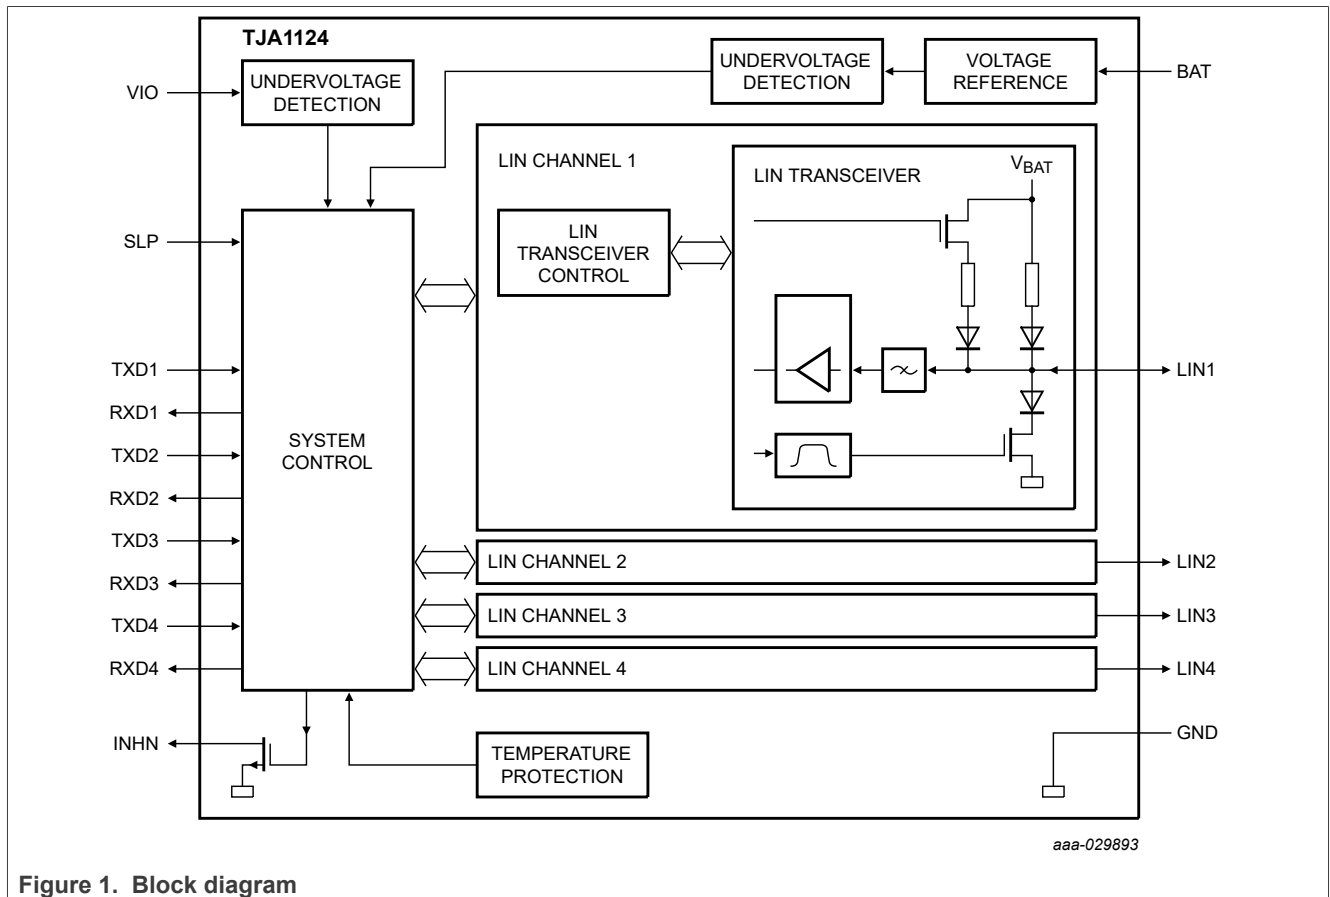 TJA1124
VIO
UNDERVOLTAGE
DETECTION
UNDERVOLTAGE
DETECTION
VOLTAGE
REFERENCE
BAT
LIN CHANNEL 1
LIN TRANSCEIVER
VBAT
SLP
LIN
TRANSCEIVER
CONTROL
TXD1
RXD1
TXD2
RXD2
TXD3
RXD3
TXD4
RXD4
SYSTEM
CONTROL
LIN1
LIN CHANNEL 2
LIN2
LIN CHANNEL 3
LIN3
LIN CHANNEL 4
LIN4
INHN
TEMPERATURE
PROTECTION
GND
aaa-029893
Figure 1. Block diagram